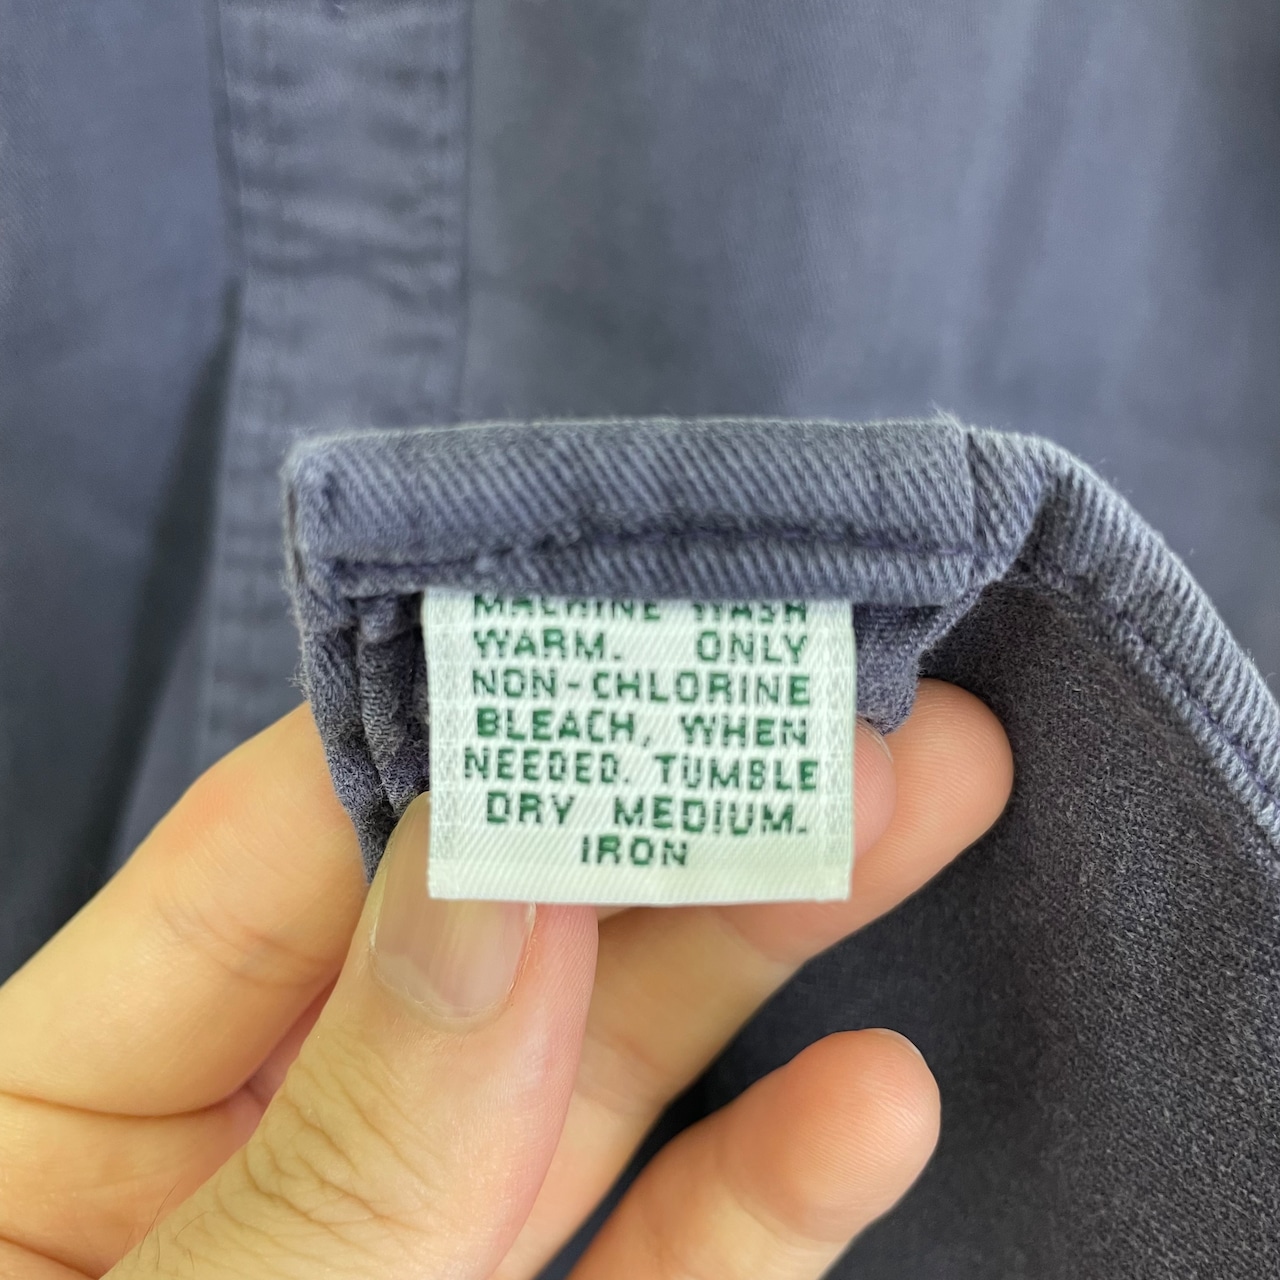 MACHINE WASH
WARM. ONLY
NON-CHLORINE
BLEACH, WHEN
NEEDED. TUMBLE
DRY MEDIUM.
IRON